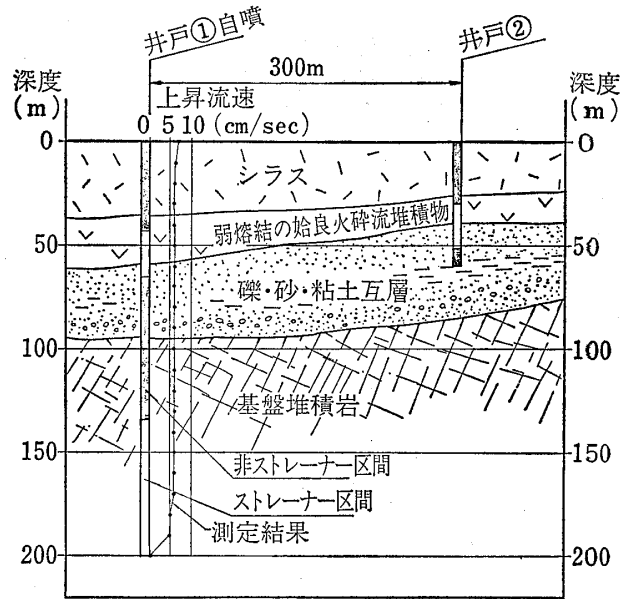 井戸①自噴
井戸②
深度
(m)
300m
深度
(m)
上昇流速
0 5 10 (cm/sec)
0
0
シラス
弱熔結の姶良火砕流堆積物
50
50
礫・砂・粘土互層
100
100
基盤堆積岩
150
150
非ストレーナー区間
ストレーナー区間
測定結果
200
200